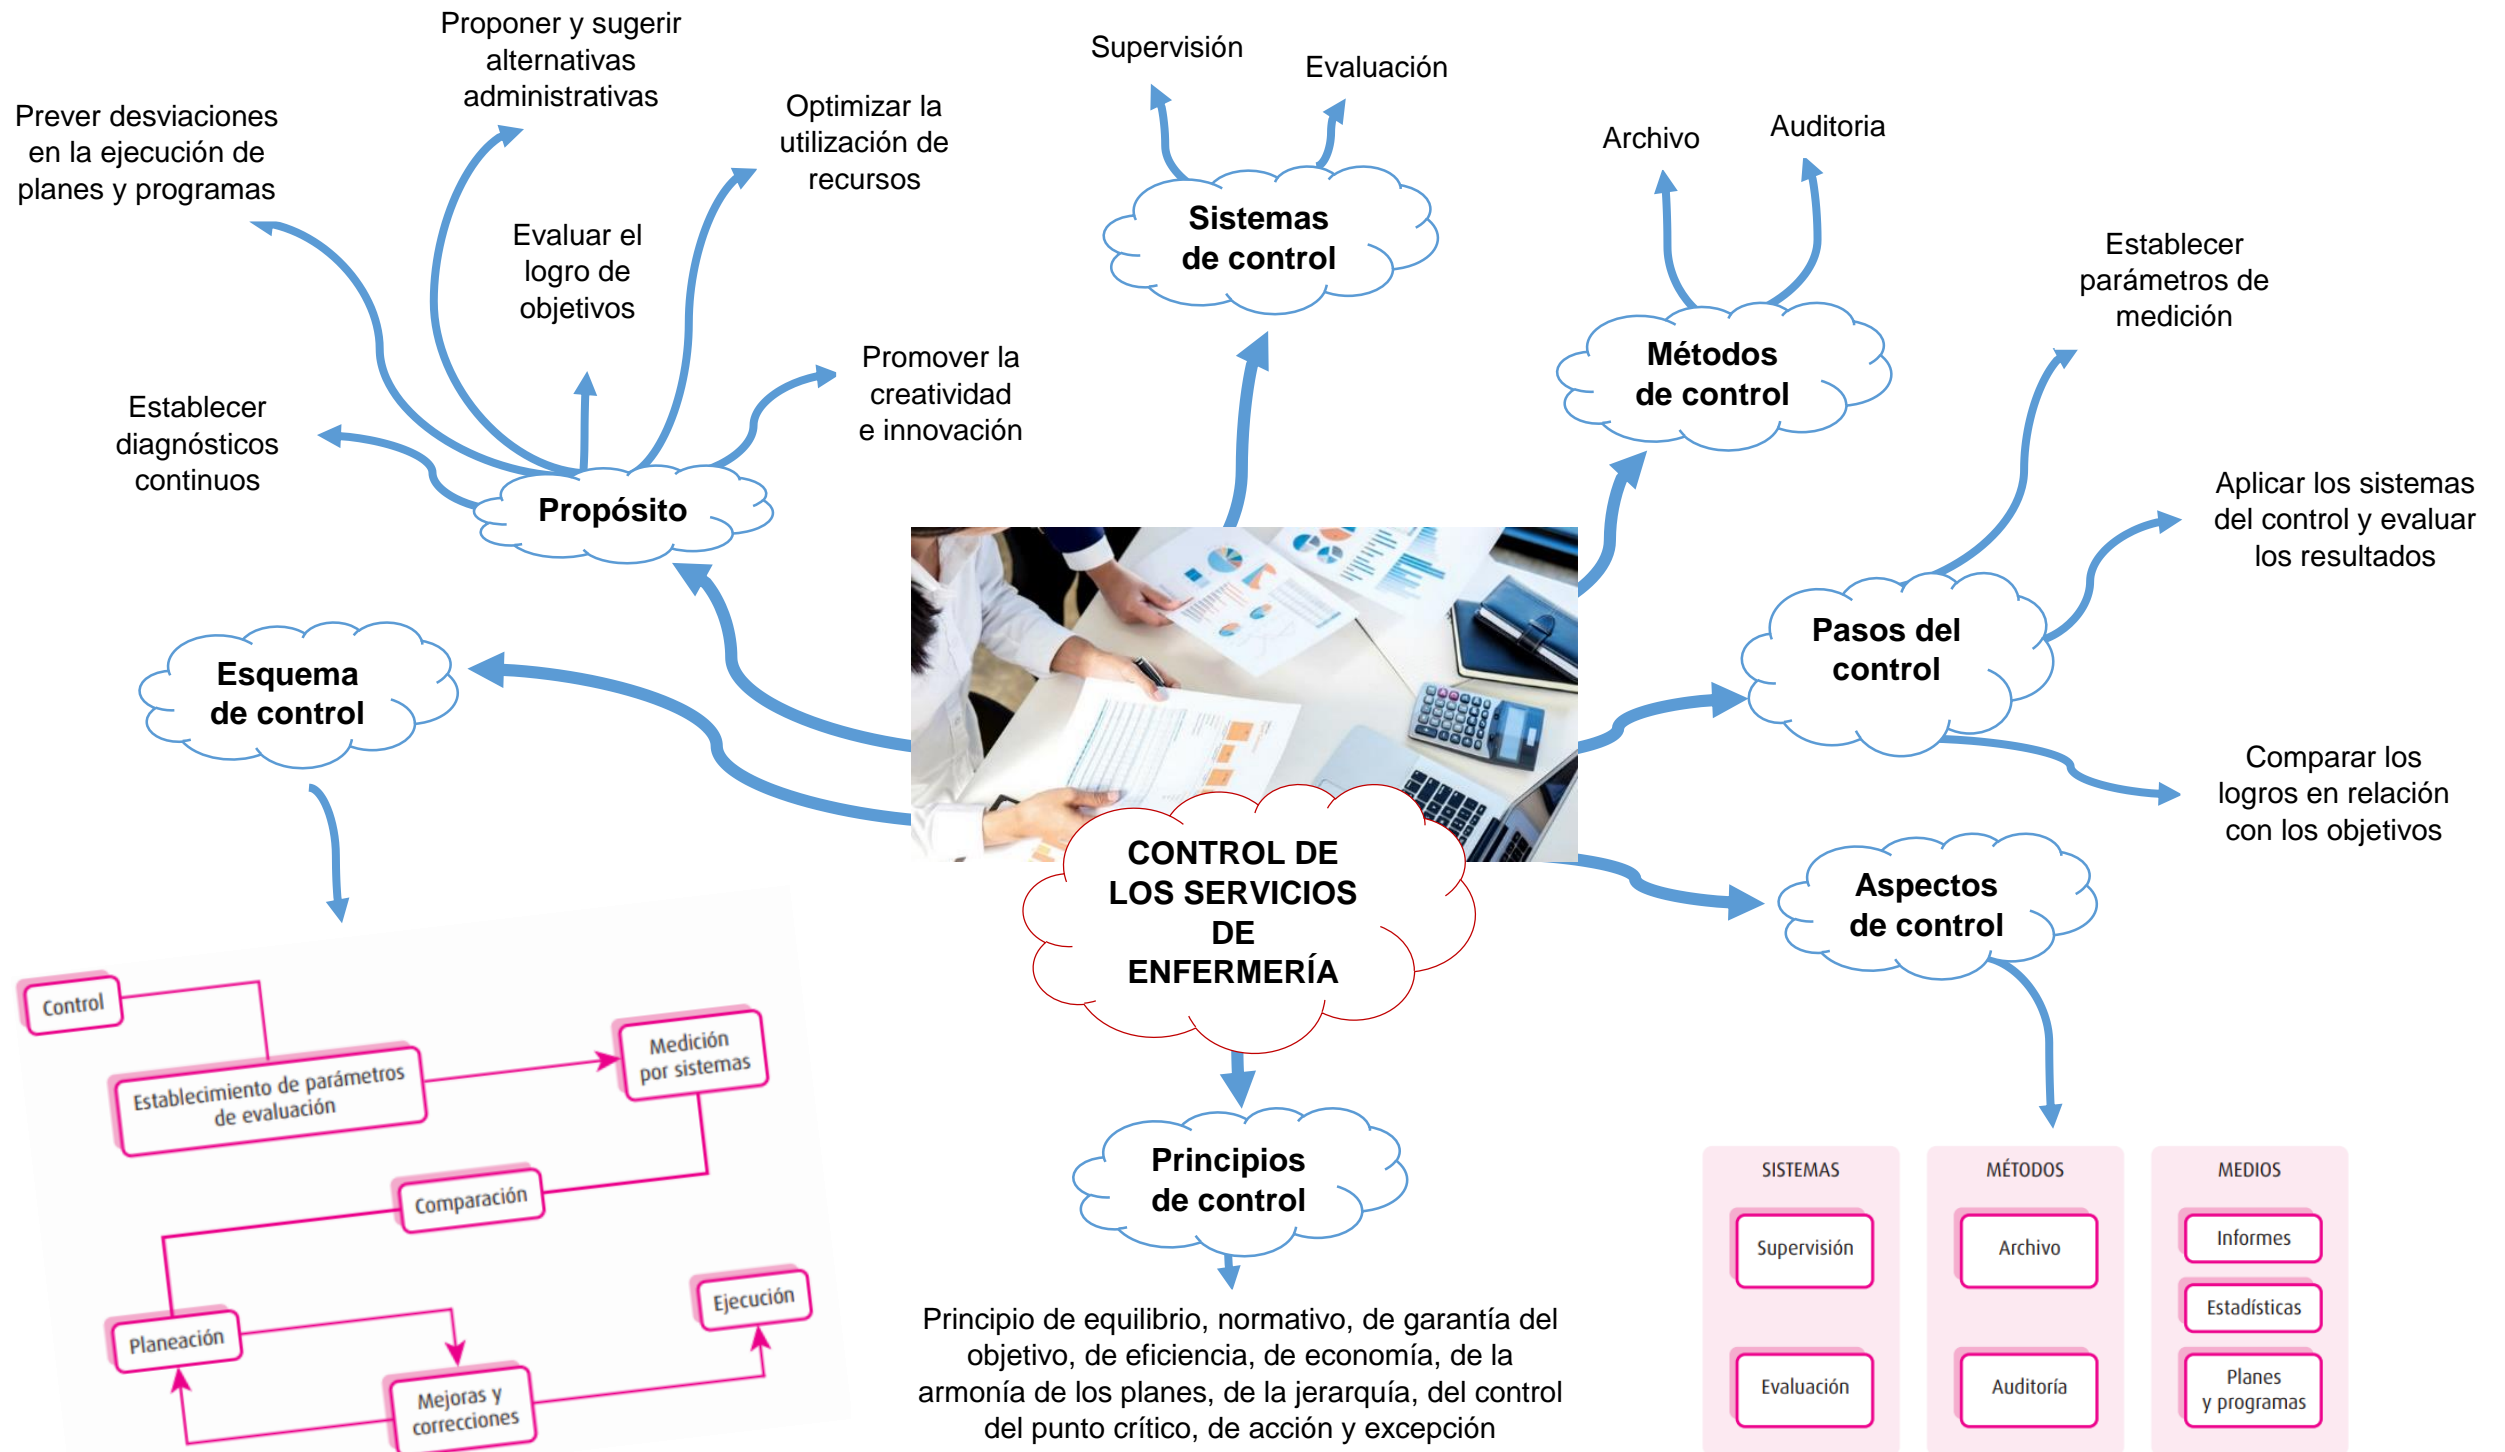 Proponer y sugerir
alternativas
administrativas
Prever desviaciones
en la ejecución de
planes y programas
Optimizar la
utilización de
recursos
Evaluar el
logro de
objetivos
Promover la
creatividad
e innovación
Establecer
diagnósticos
continuos
Propósito
Supervisión
Evaluación
Sistemas
de control
Archivo
Auditoria
Métodos
de control
Establecer
parámetros de
medición
Aplicar los sistemas
del control y evaluar
los resultados
Pasos del
control
Comparar los
logros en relación
con los objetivos
Esquema
de control
CONTROL DE
LOS SERVICIOS
DE
ENFERMERÍA
Aspectos
de control
Control
Establecimiento de parámetros
de evaluación
Medición
por sistemas
Comparación
Planeación
Mejoras y
correcciones
Ejecución
Principios
de control
Principio de equilibrio, normativo, de garantía del
objetivo, de eficiencia, de economía, de la
armonía de los planes, de la jerarquía, del control
del punto crítico, de acción y excepción
SISTEMAS
Supervisión
Evaluación
MÉTODOS
Archivo
Auditoría
MEDIOS
Informes
Estadísticas
Planes
y programas